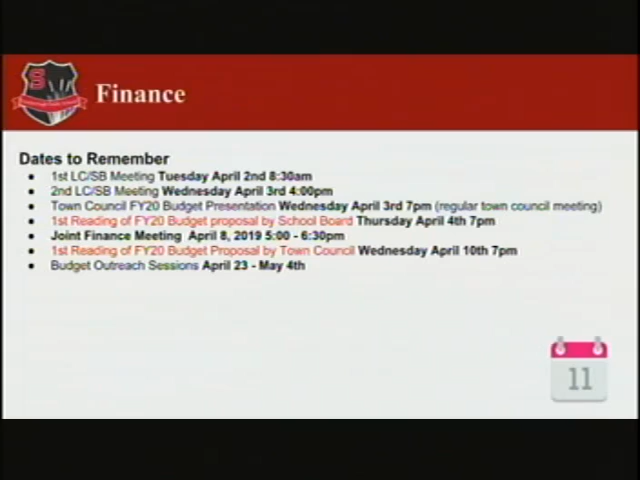 S
Finance
Dates to Remember
• 1st LC/SB Meeting Tuesday April 2nd 8:30am
• 2nd LC/SB Meeting Wednesday April 3rd 4:00pm
• Town Council FY20 Budget Presentation Wednesday April 3rd 7pm (regular town council meeting)
• 1st Reading of FY20 Budget proposal by School Board Thursday April 4th 7pm
• Joint Finance Meeting April 8, 2019 5:00 - 6:30pm
• 1st Reading of FY20 Budget Proposal by Town Council Wednesday April 10th 7pm
• Budget Outreach Sessions April 23 - May 4th
11